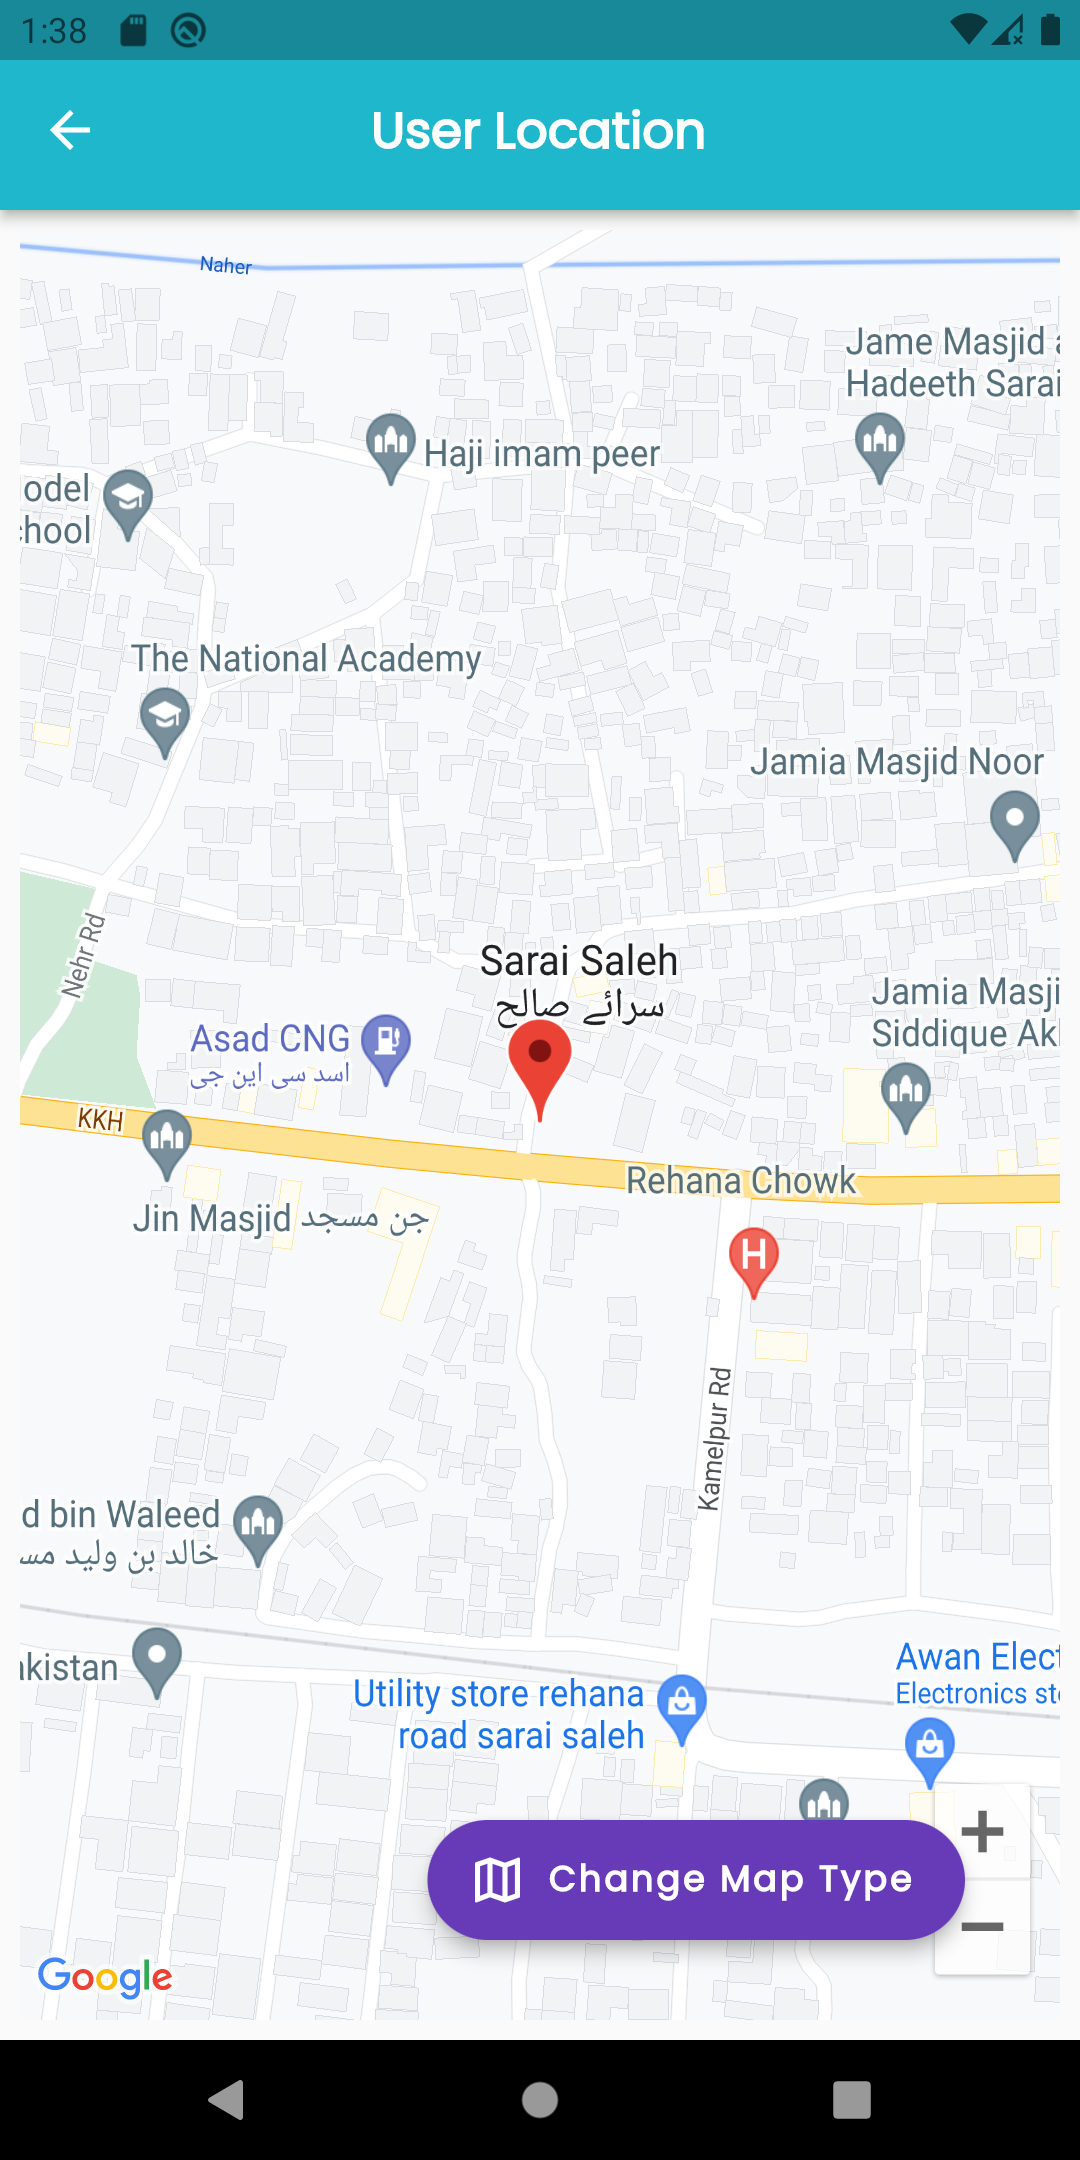 1:38
User Location
Naher
Jame Masjid
Hadeeth Sarai
Haji imam peer
odel
hool
The National Academy
Jamia Masjid Noor
Nehr Rd
Sarai Saleh
سرائے صالح
Jamia Masji
Siddique Ak
Asad CNG
اسد سی این جی
KKH
Rehana Chowk
Jin Masjid جن مسجد
H
Kamelpur Rd
d bin Waleed
خالد بن ولید مس
akistan
Awan Elect
Electronics sto
Utility store rehana
road sarai saleh
+
Change Map Type
−
Google